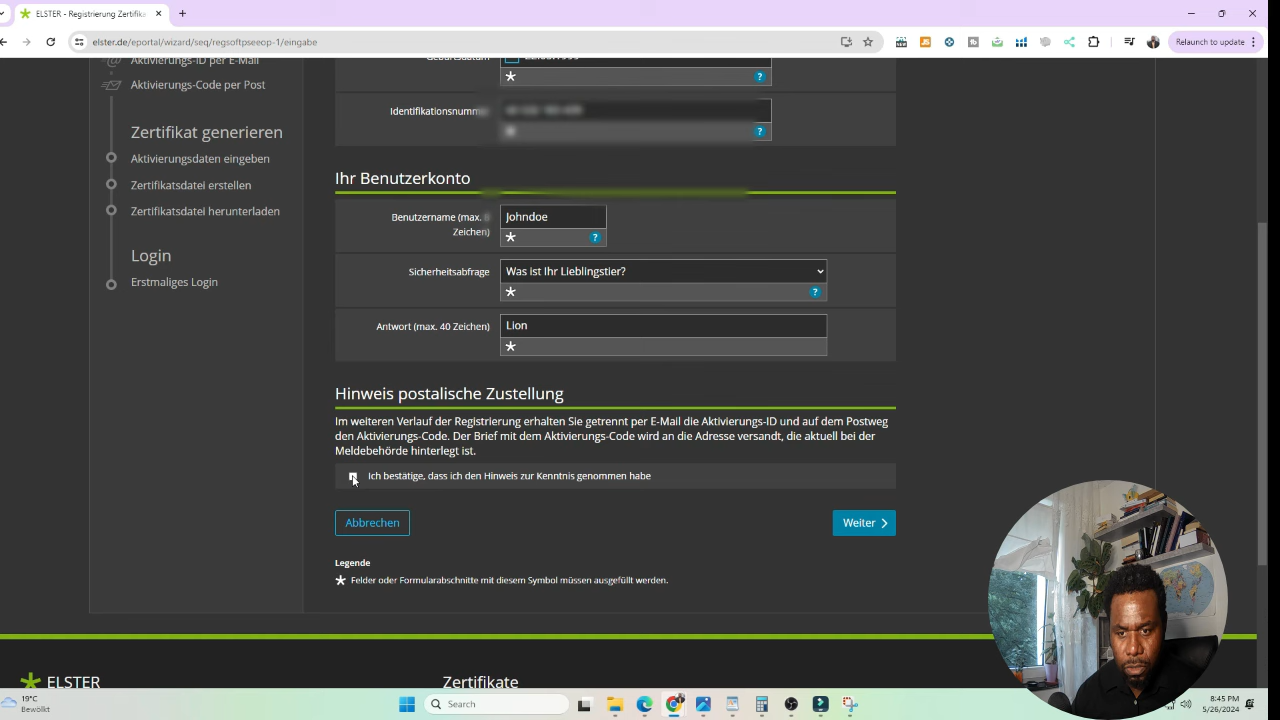 ELSTER - Registrierung Zertifika
elster.de/eportal/wizard/seq/regsoftpseeop-1/eingabe
Relaunch to update
Aktivierungs-ID per E-Mail
Aktivierungs-Code per Post
Zertifikat generieren
Aktivierungsdaten eingeben
Zertifikatsdatei erstellen
Zertifikatsdatei herunterladen
Login
Erstmaliges Login
Geburtsdatum
?
?
Ihr Benutzerkonto
Benutzername (max.
Zeichen)
Johndoe
?
Sicherheitsabfrage
Was ist Ihr Lieblingstier?
?
Antwort (max. 40 Zeichen)
Lion
Hinweis postalische Zustellung
Im weiteren Verlauf der Registrierung erhalten Sie getrennt per E-Mail die Aktivierungs-ID und auf dem Postweg
den Aktivierungs-Code. Der Brief mit dem Aktivierungs-Code wird an die Adresse versandt, die aktuell bei der
Meldebehörde hinterlegt ist.
Ich bestätige, dass ich den Hinweis zur Kenntnis genommen habe
Abbrechen
Weiter
Legende
Felder oder Formularabschnitte mit diesem Symbol müssen ausgefüllt werden.
ELSTER
Zertifikate
19°C
Bewölkt
Search
8:45 PM
5/26/2024